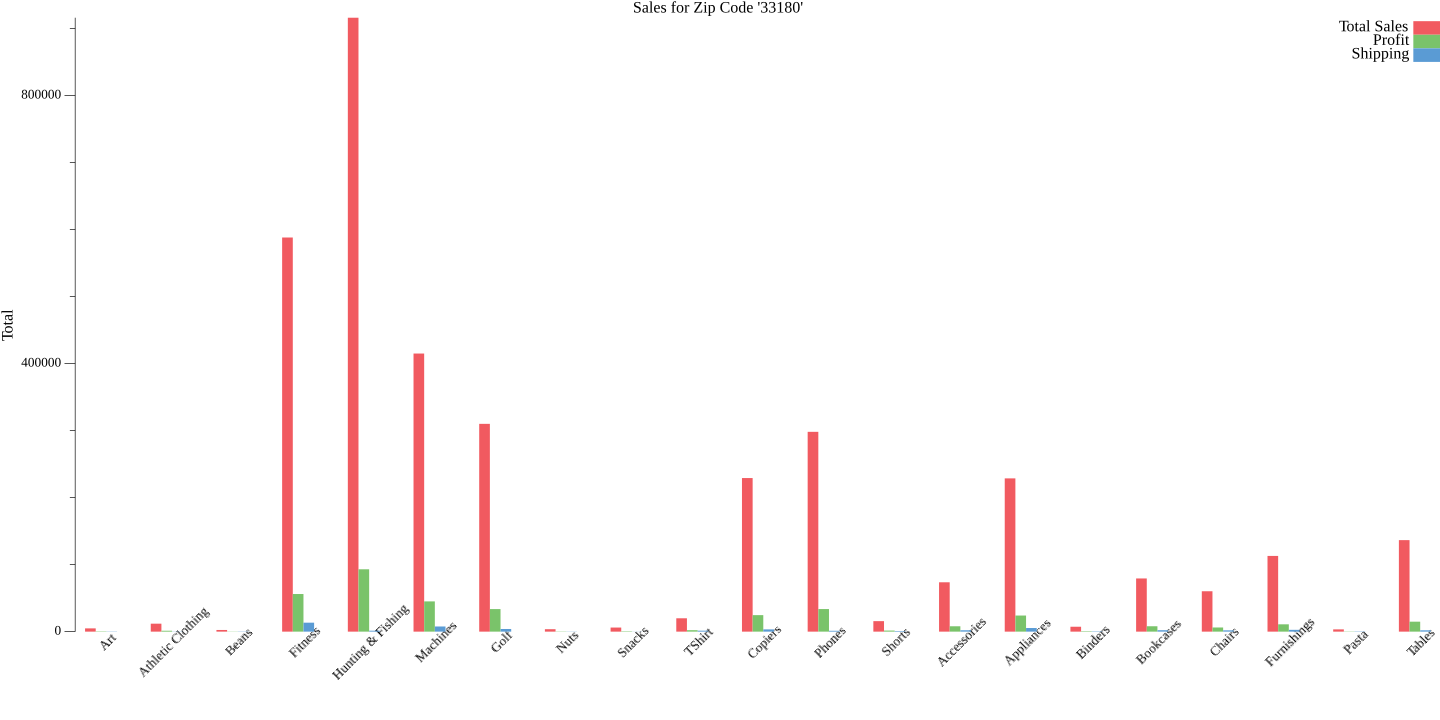 Sales for Zip Code '33180'
Total Sales
Profit
Shipping
Total
800000
400000
0
Art
Athletic Clothing
Beans
Fitness
Hunting & Fishing
Machines
Golf
Nuts
Snacks
TShirt
Copiers
Phones
Shorts
Accessories
Appliances
Binders
Bookcases
Chairs
Furnishings
Pasta
Tables